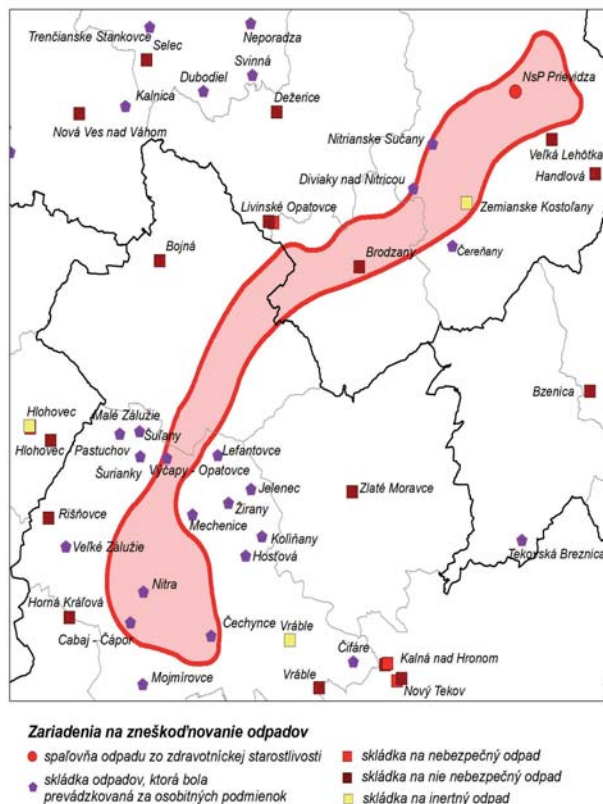 Trenčianske Stankovce
Neporadza
Selec
Svinná
Dubodiel
Kalnica
Dežerice
Nová Ves nad Váhom
NsP Prievidza
Nitrianske Sučany
Veľká Lehôtka
Handlová
Diviaky nad Nitricou
Livinské Opatovce
Zemianske Kostoľany
Bojná
Brodzany
Čereňany
Bzenica
Malé Zálužie
Hlohovec
Šuľany
Hlohovec - Pastuchov
Lefantovce
Šurianky
Výčapy - Opatovce
Jelenec
Zlaté Moravce
Žirany
Rišňovce
Mechenice
Koliňany
Veľké Zálužie
Hosťová
Tekovská Breznica
Nitra
Horná Kráľová
Čechynce
Vráble
Cabaj - Čápor
Čifáre
Kalná nad Hronom
Mojmírovce
Vráble
Nový Tekov
Zariadenia na zneškodňovanie odpadov
spaľovňa odpadu zo zdravotníckej starostlivosti
skládka odpadov, ktorá bola
prevádzkovaná za osobitných podmienok
skládka na nebezpečný odpad
skládka na nie nebezpečný odpad
skládka na inertný odpad